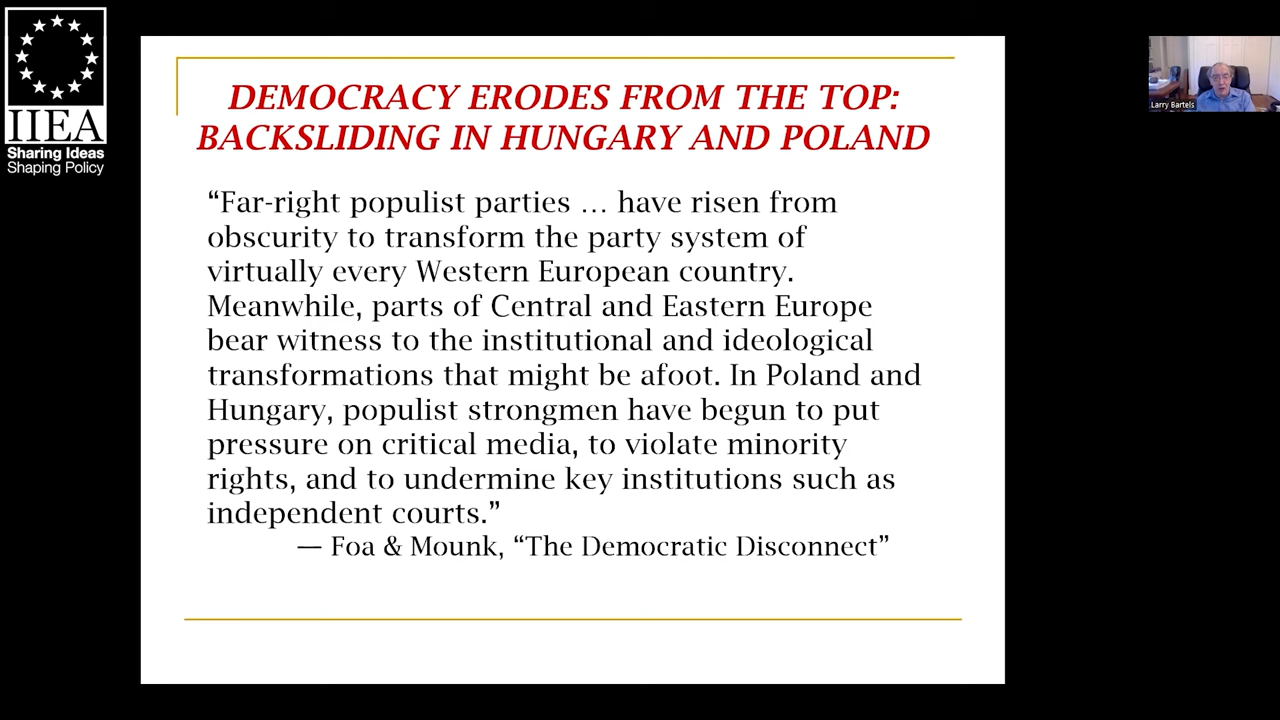 IIEA
Sharing Ideas
Shaping Policy
DEMOCRACY ERODES FROM THE TOP:
BACKSLIDING IN HUNGARY AND POLAND
“Far-right populist parties … have risen from
obscurity to transform the party system of
virtually every Western European country.
Meanwhile, parts of Central and Eastern Europe
bear witness to the institutional and ideological
transformations that might be afoot. In Poland and
Hungary, populist strongmen have begun to put
pressure on critical media, to violate minority
rights, and to undermine key institutions such as
independent courts.”
— Foa & Mounk, “The Democratic Disconnect”
Larry Bartels